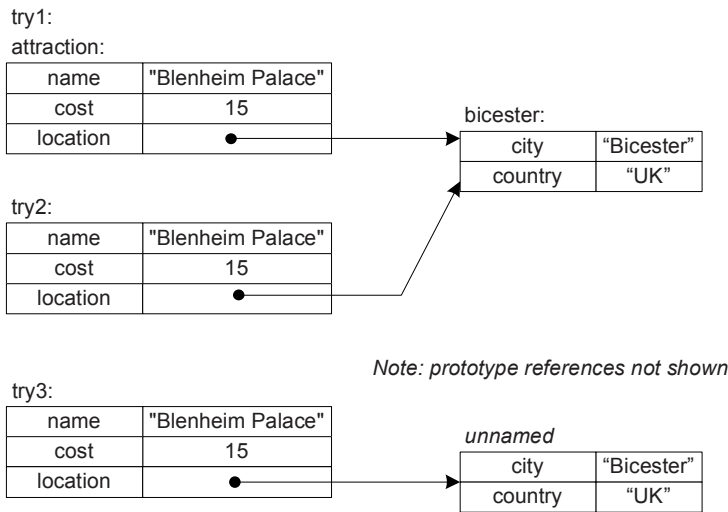 try1:
attraction:
name "Blenheim Palace"
cost 15
location
bicester:
city “Bicester”
country “UK”
try2:
name "Blenheim Palace"
cost 15
location
Note: prototype references not shown
try3:
name "Blenheim Palace"
cost 15
location
unnamed
city “Bicester”
country “UK”